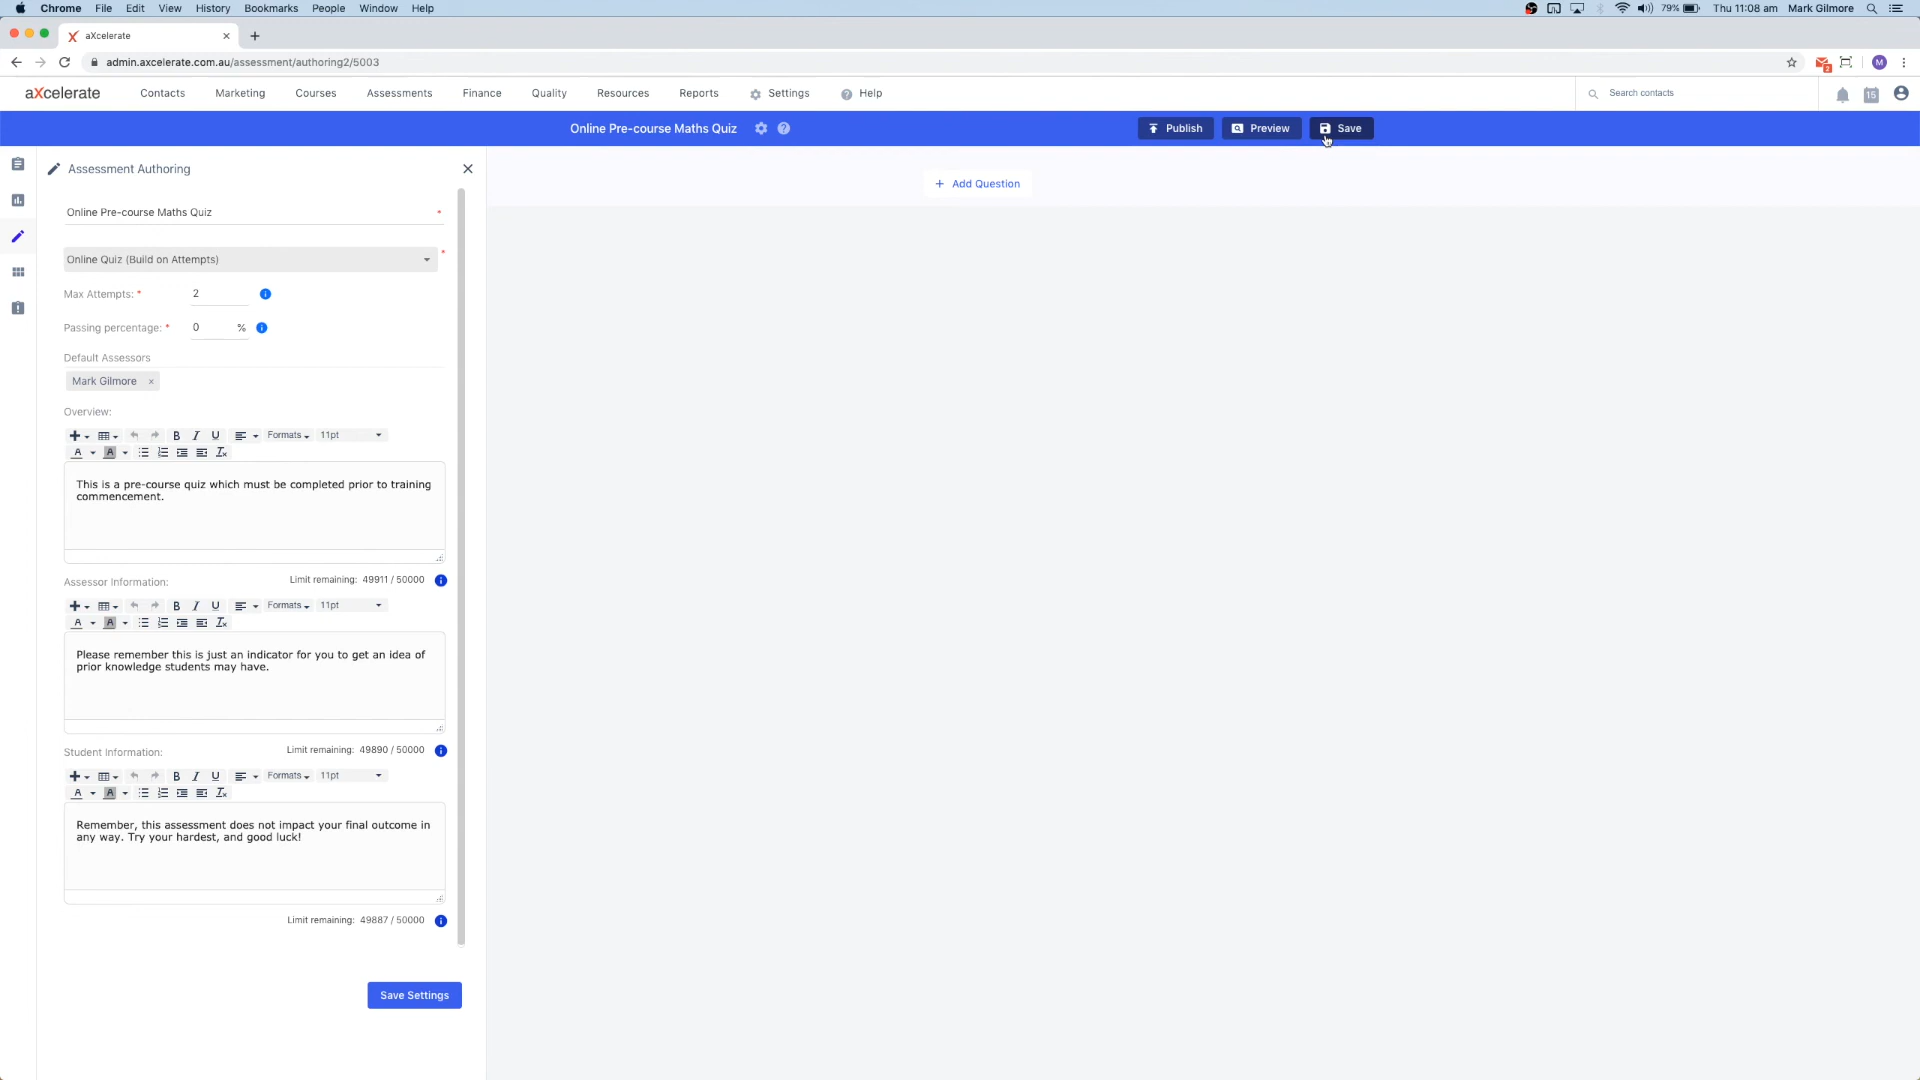 Chrome File Edit View History Bookmarks People Window Help
79% Thu 11:08 am Mark Gilmore
aXcelerate
admin.axcelerate.com.au/assessment/authoring2/5003
2
M
aXcelerate Contacts Marketing Courses Assessments Finance Quality Resources Reports Settings Help Search contacts
15
Online Pre-course Maths Quiz Publish Preview Save
Assessment Authoring
Add Question
Online Pre-course Maths Quiz *
Online Quiz (Build on Attempts) *
Max Attempts: * 2
Passing percentage: * 0 %
Default Assessors
Mark Gilmore ×
Overview:
B I U Formats 11pt
A A
This is a pre-course quiz which must be completed prior to training
commencement.
Limit remaining: 49911 / 50000
Assessor Information:
B I U Formats 11pt
A A
Please remember this is just an indicator for you to get an idea of
prior knowledge students may have.
Limit remaining: 49890 / 50000
Student Information:
B I U Formats 11pt
A A
Remember, this assessment does not impact your final outcome in
any way. Try your hardest, and good luck!
Limit remaining: 49887 / 50000
Save Settings